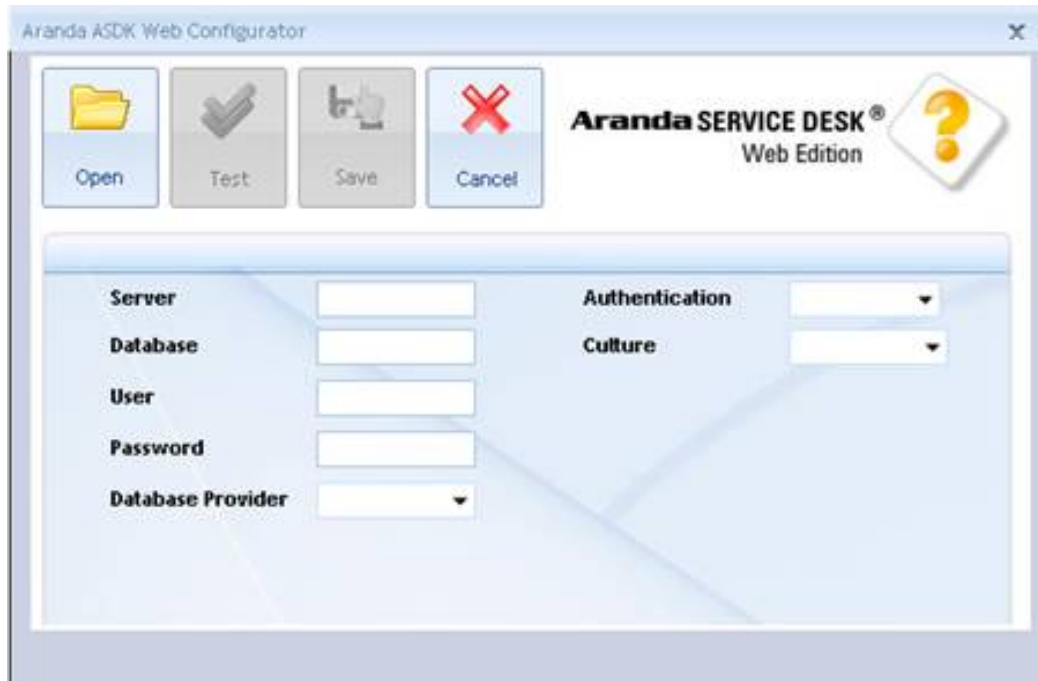 Aranda ASDK Web Configurator
Open
Test
Save
Cancel
Aranda SERVICE DESK®
Web Edition
Server
Authentication
Database
Culture
User
Password
Database Provider